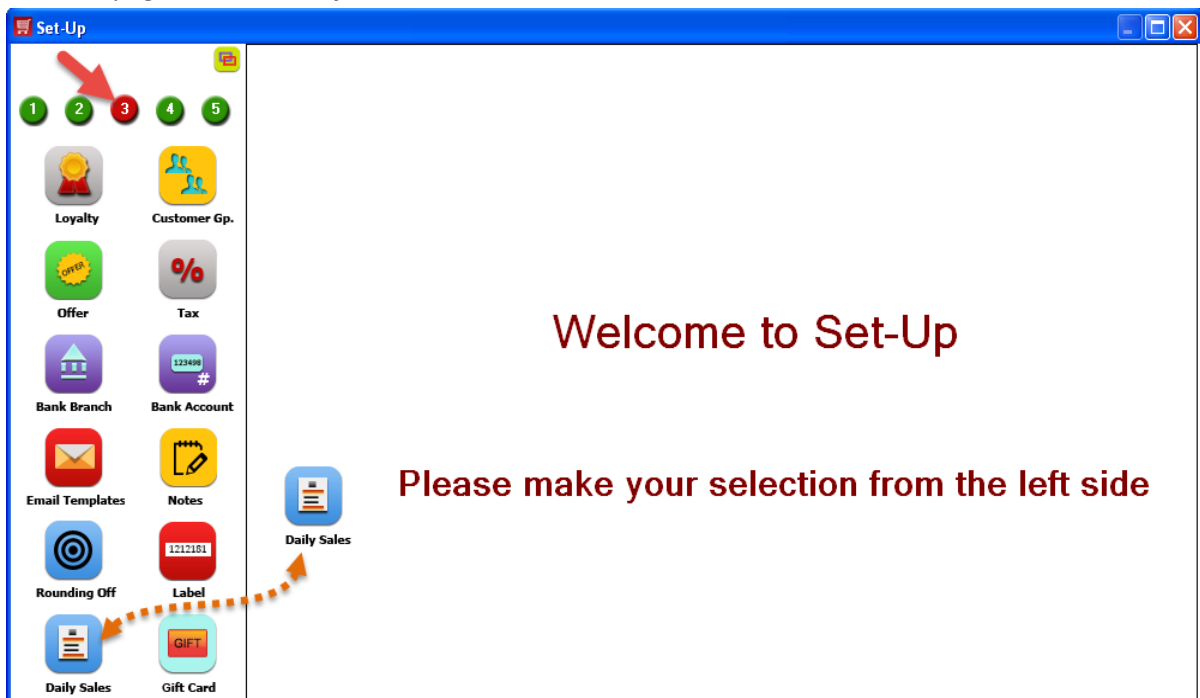 Set-Up
1 2 3 4 5
Loyalty Customer Gp.
OFFER %
Offer Tax
123498
#
Bank Branch Bank Account
Email Templates Notes
1212181
Rounding Off Label
GIFT
Daily Sales Gift Card
Welcome to Set-Up
Please make your selection from the left side
Daily Sales